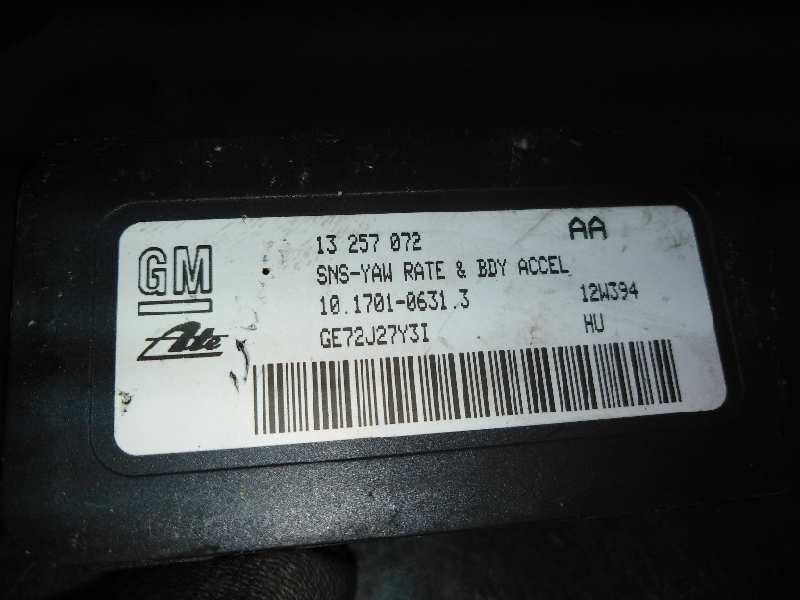 GM
Ate
13 257 072 AA
SNS-YAW RATE & BDY ACCEL
10.1701-0631.3 12W394
GE72J27Y3I HU